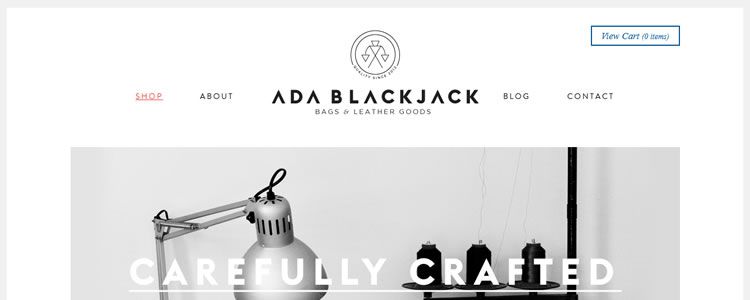 View Cart (0 items)
QUALITY SINCE 2012
SHOP
ABOUT
ADA BLACKJACK
BLOG
CONTACT
BAGS & LEATHER GOODS
CAREFULLY CRAFTED